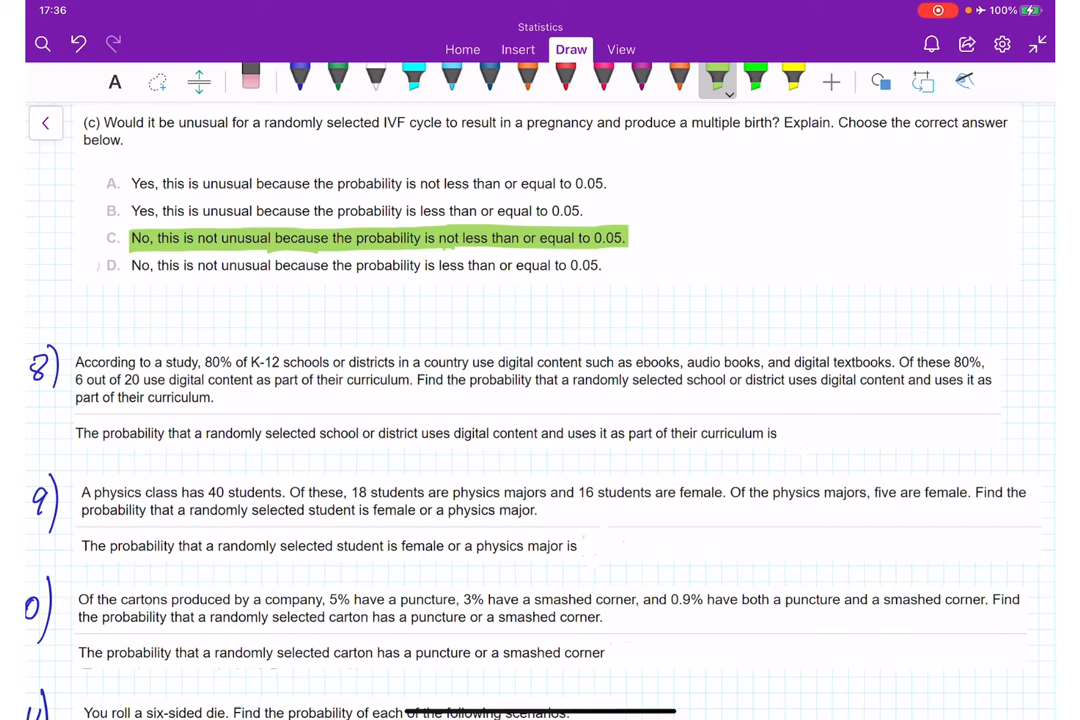 17:36
100%
Statistics
Home Insert Draw View
A
(c) Would it be unusual for a randomly selected IVF cycle to result in a pregnancy and produce a multiple birth? Explain. Choose the correct answer
below.
A. Yes, this is unusual because the probability is not less than or equal to 0.05.
B. Yes, this is unusual because the probability is less than or equal to 0.05.
C. No, this is not unusual because the probability is not less than or equal to 0.05.
D. No, this is not unusual because the probability is less than or equal to 0.05.
8) According to a study, 80% of K-12 schools or districts in a country use digital content such as ebooks, audio books, and digital textbooks. Of these 80%,
6 out of 20 use digital content as part of their curriculum. Find the probability that a randomly selected school or district uses digital content and uses it as
part of their curriculum.
The probability that a randomly selected school or district uses digital content and uses it as part of their curriculum is
9) A physics class has 40 students. Of these, 18 students are physics majors and 16 students are female. Of the physics majors, five are female. Find the
probability that a randomly selected student is female or a physics major.
The probability that a randomly selected student is female or a physics major is
0) Of the cartons produced by a company, 5% have a puncture, 3% have a smashed corner, and 0.9% have both a puncture and a smashed corner. Find
the probability that a randomly selected carton has a puncture or a smashed corner.
The probability that a randomly selected carton has a puncture or a smashed corner
You roll a six-sided die. Find the probability of each of the following scenarios.